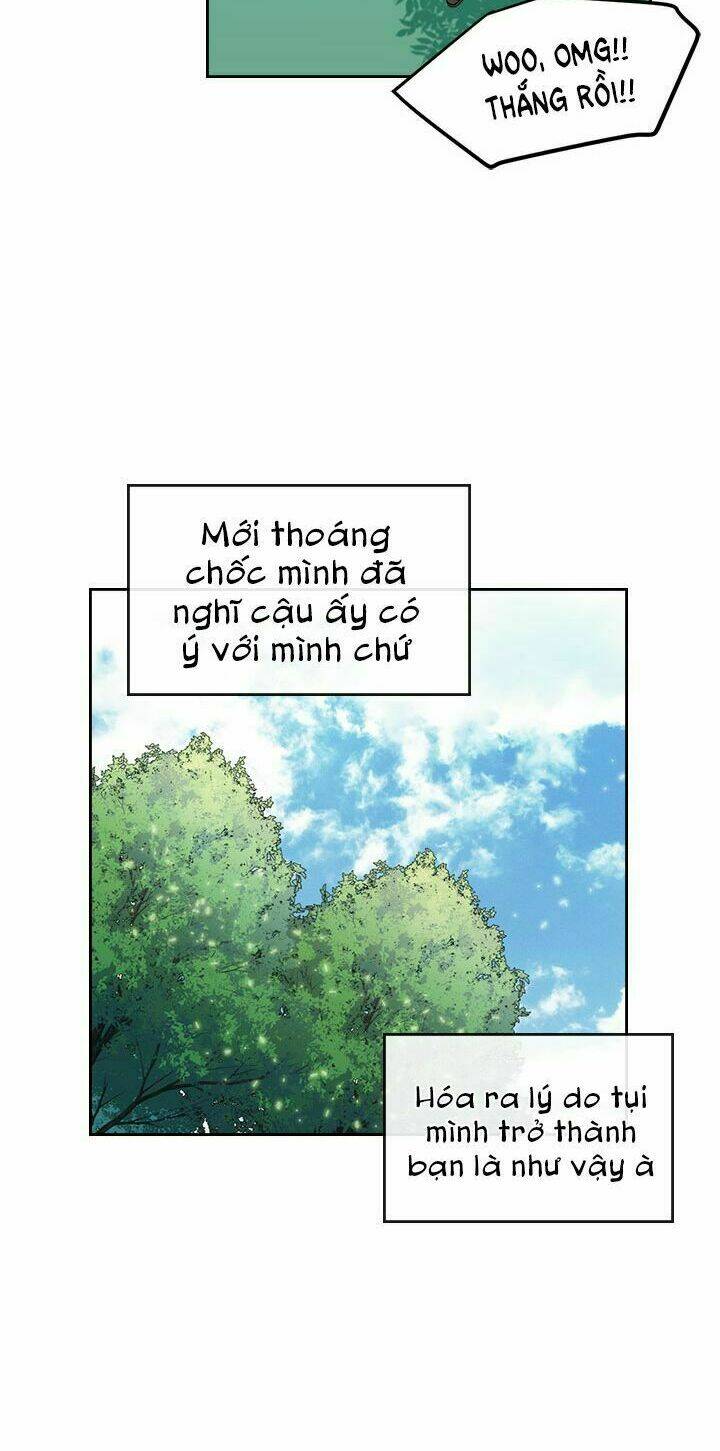 WOO, OMG!!
THẮNG RỒI!!
Mới thoáng
chốc mình đã
nghĩ cậu ấy có
ý với mình chứ
Hóa ra lý do tụi
mình trở thành
bạn là như vậy à